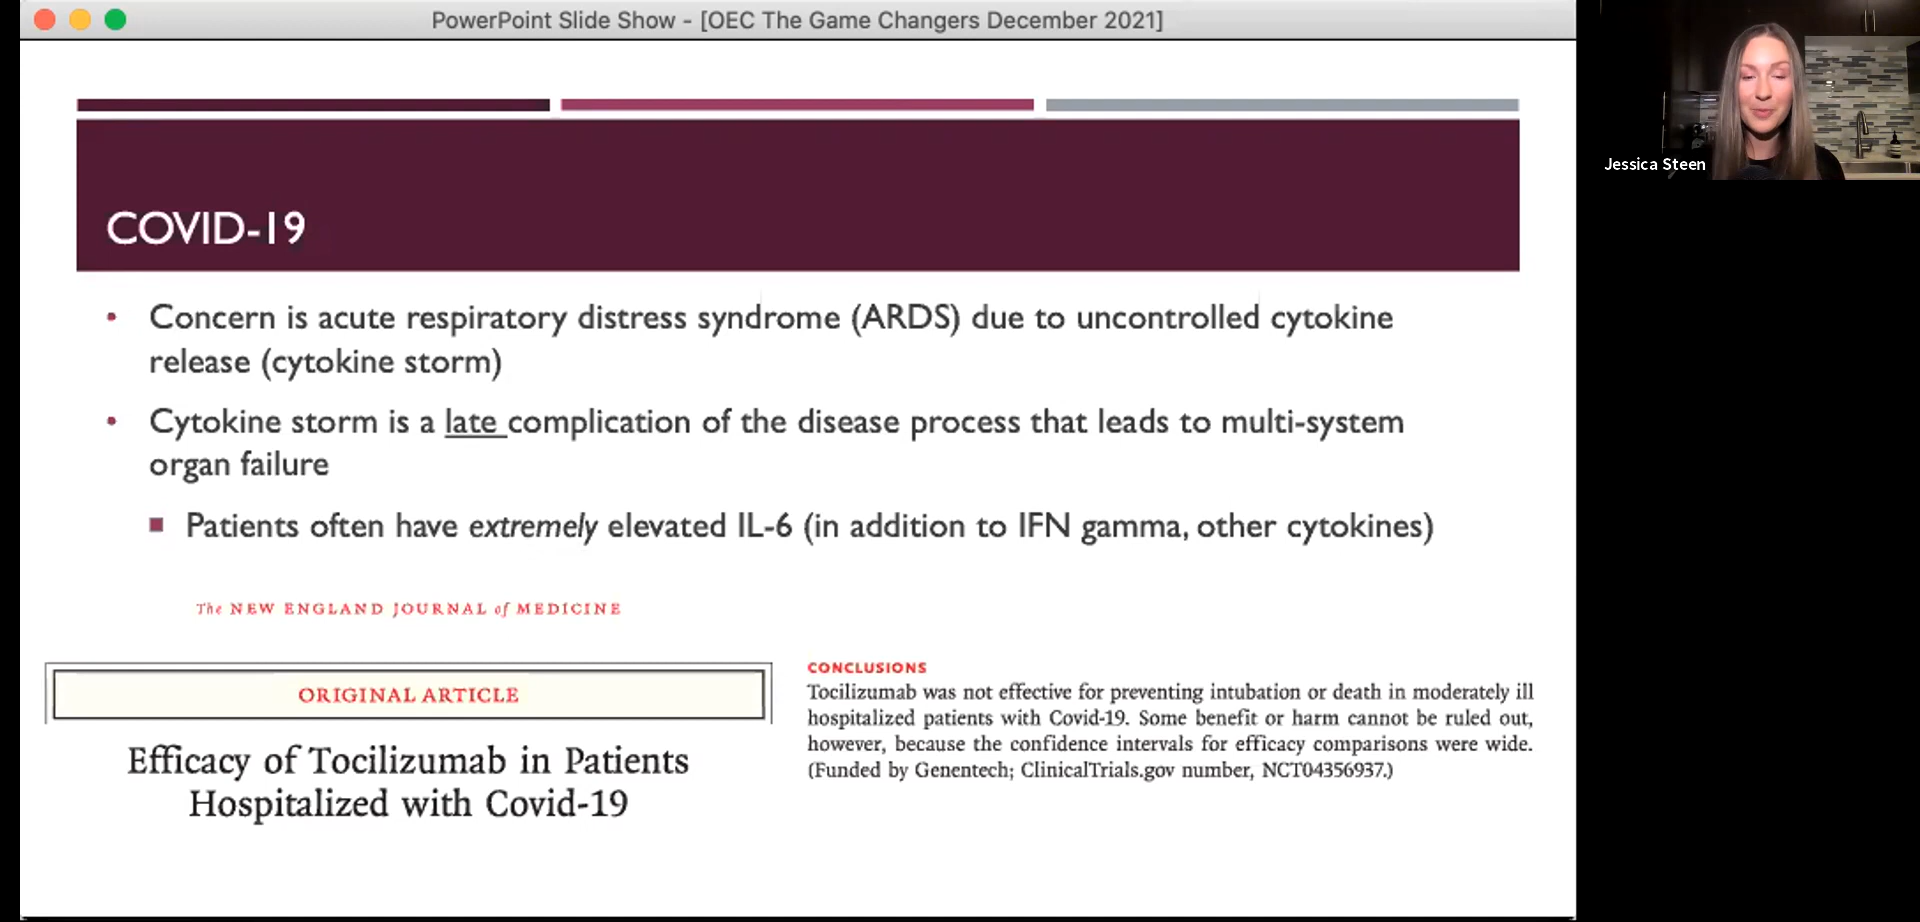 PowerPoint Slide Show - [OEC The Game Changers December 2021]
Jessica Steen
COVID-19
• Concern is acute respiratory distress syndrome (ARDS) due to uncontrolled cytokine
release (cytokine storm)
• Cytokine storm is a late complication of the disease process that leads to multi-system
organ failure
▪ Patients often have extremely elevated IL-6 (in addition to IFN gamma, other cytokines)
The NEW ENGLAND JOURNAL of MEDICINE
ORIGINAL ARTICLE
Efficacy of Tocilizumab in Patients
Hospitalized with Covid-19
CONCLUSIONS
Tocilizumab was not effective for preventing intubation or death in moderately ill
hospitalized patients with Covid-19. Some benefit or harm cannot be ruled out,
however, because the confidence intervals for efficacy comparisons were wide.
(Funded by Genentech; ClinicalTrials.gov number, NCT04356937.)